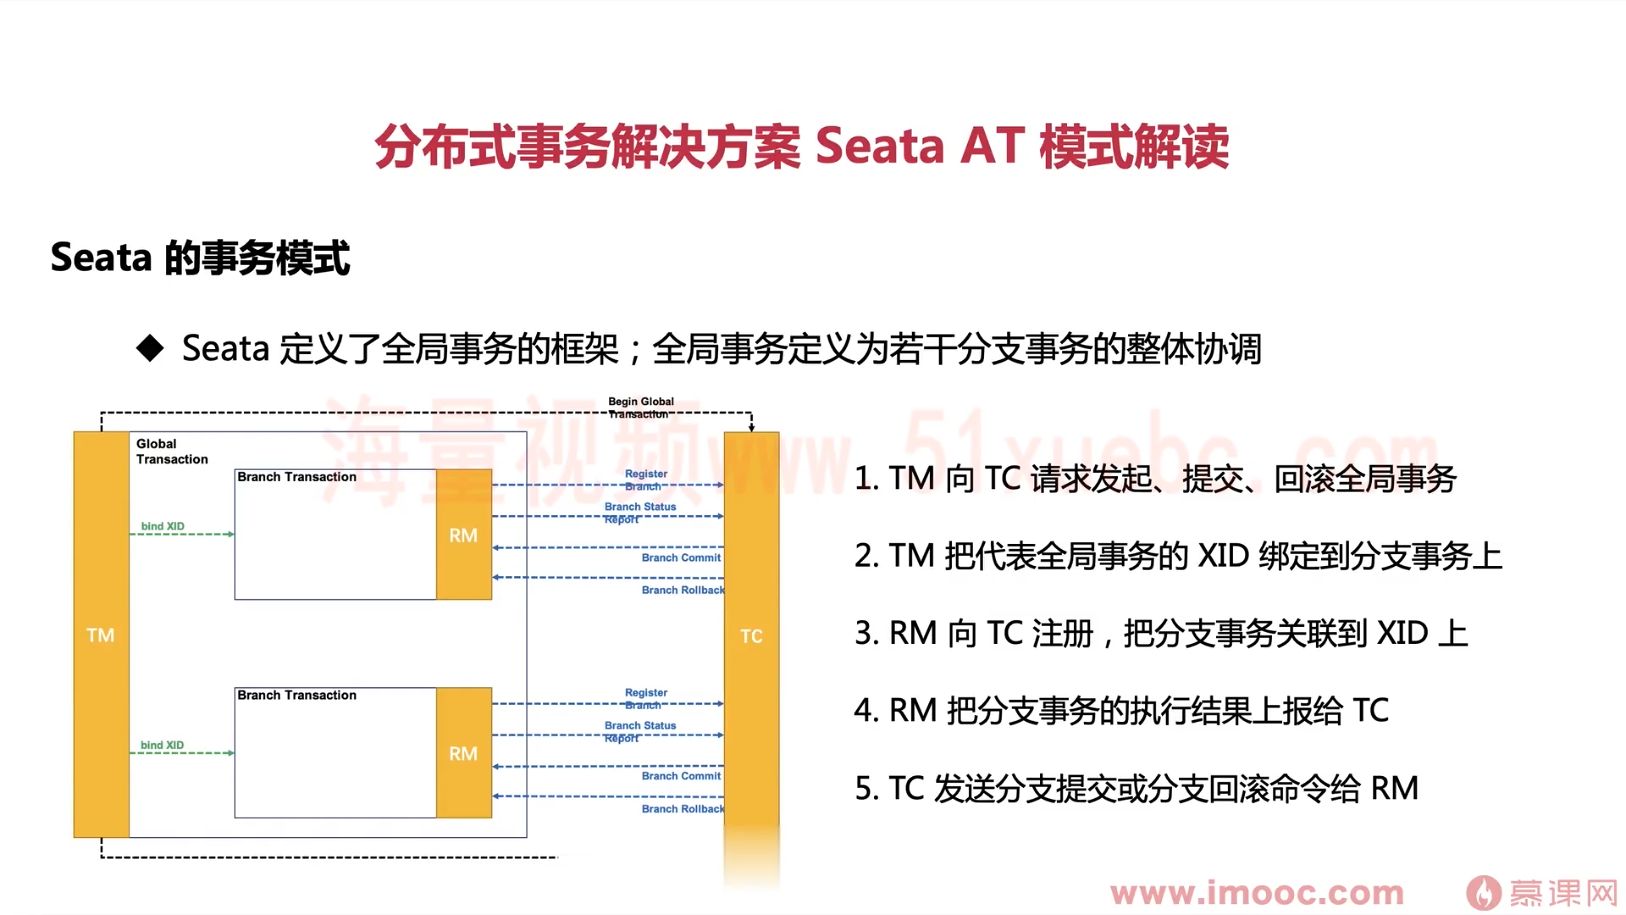 分布式事务解决方案 Seata AT 模式解读
Seata 的事务模式
◆ Seata 定义了全局事务的框架；全局事务定义为若干分支事务的整体协调
Begin Global
Transaction
Global
Transaction
Branch Transaction
bind XID
RM
Register
Branch
Branch Status
Report
Branch Commit
Branch Rollback
TM
TC
Branch Transaction
bind XID
RM
Register
Branch
Branch Status
Report
Branch Commit
Branch Rollback
海量视频www.51xuebc.com
1. TM 向 TC 请求发起、提交、回滚全局事务
2. TM 把代表全局事务的 XID 绑定到分支事务上
3. RM 向 TC 注册，把分支事务关联到 XID 上
4. RM 把分支事务的执行结果上报给 TC
5. TC 发送分支提交或分支回滚命令给 RM
www.imooc.com
慕课网